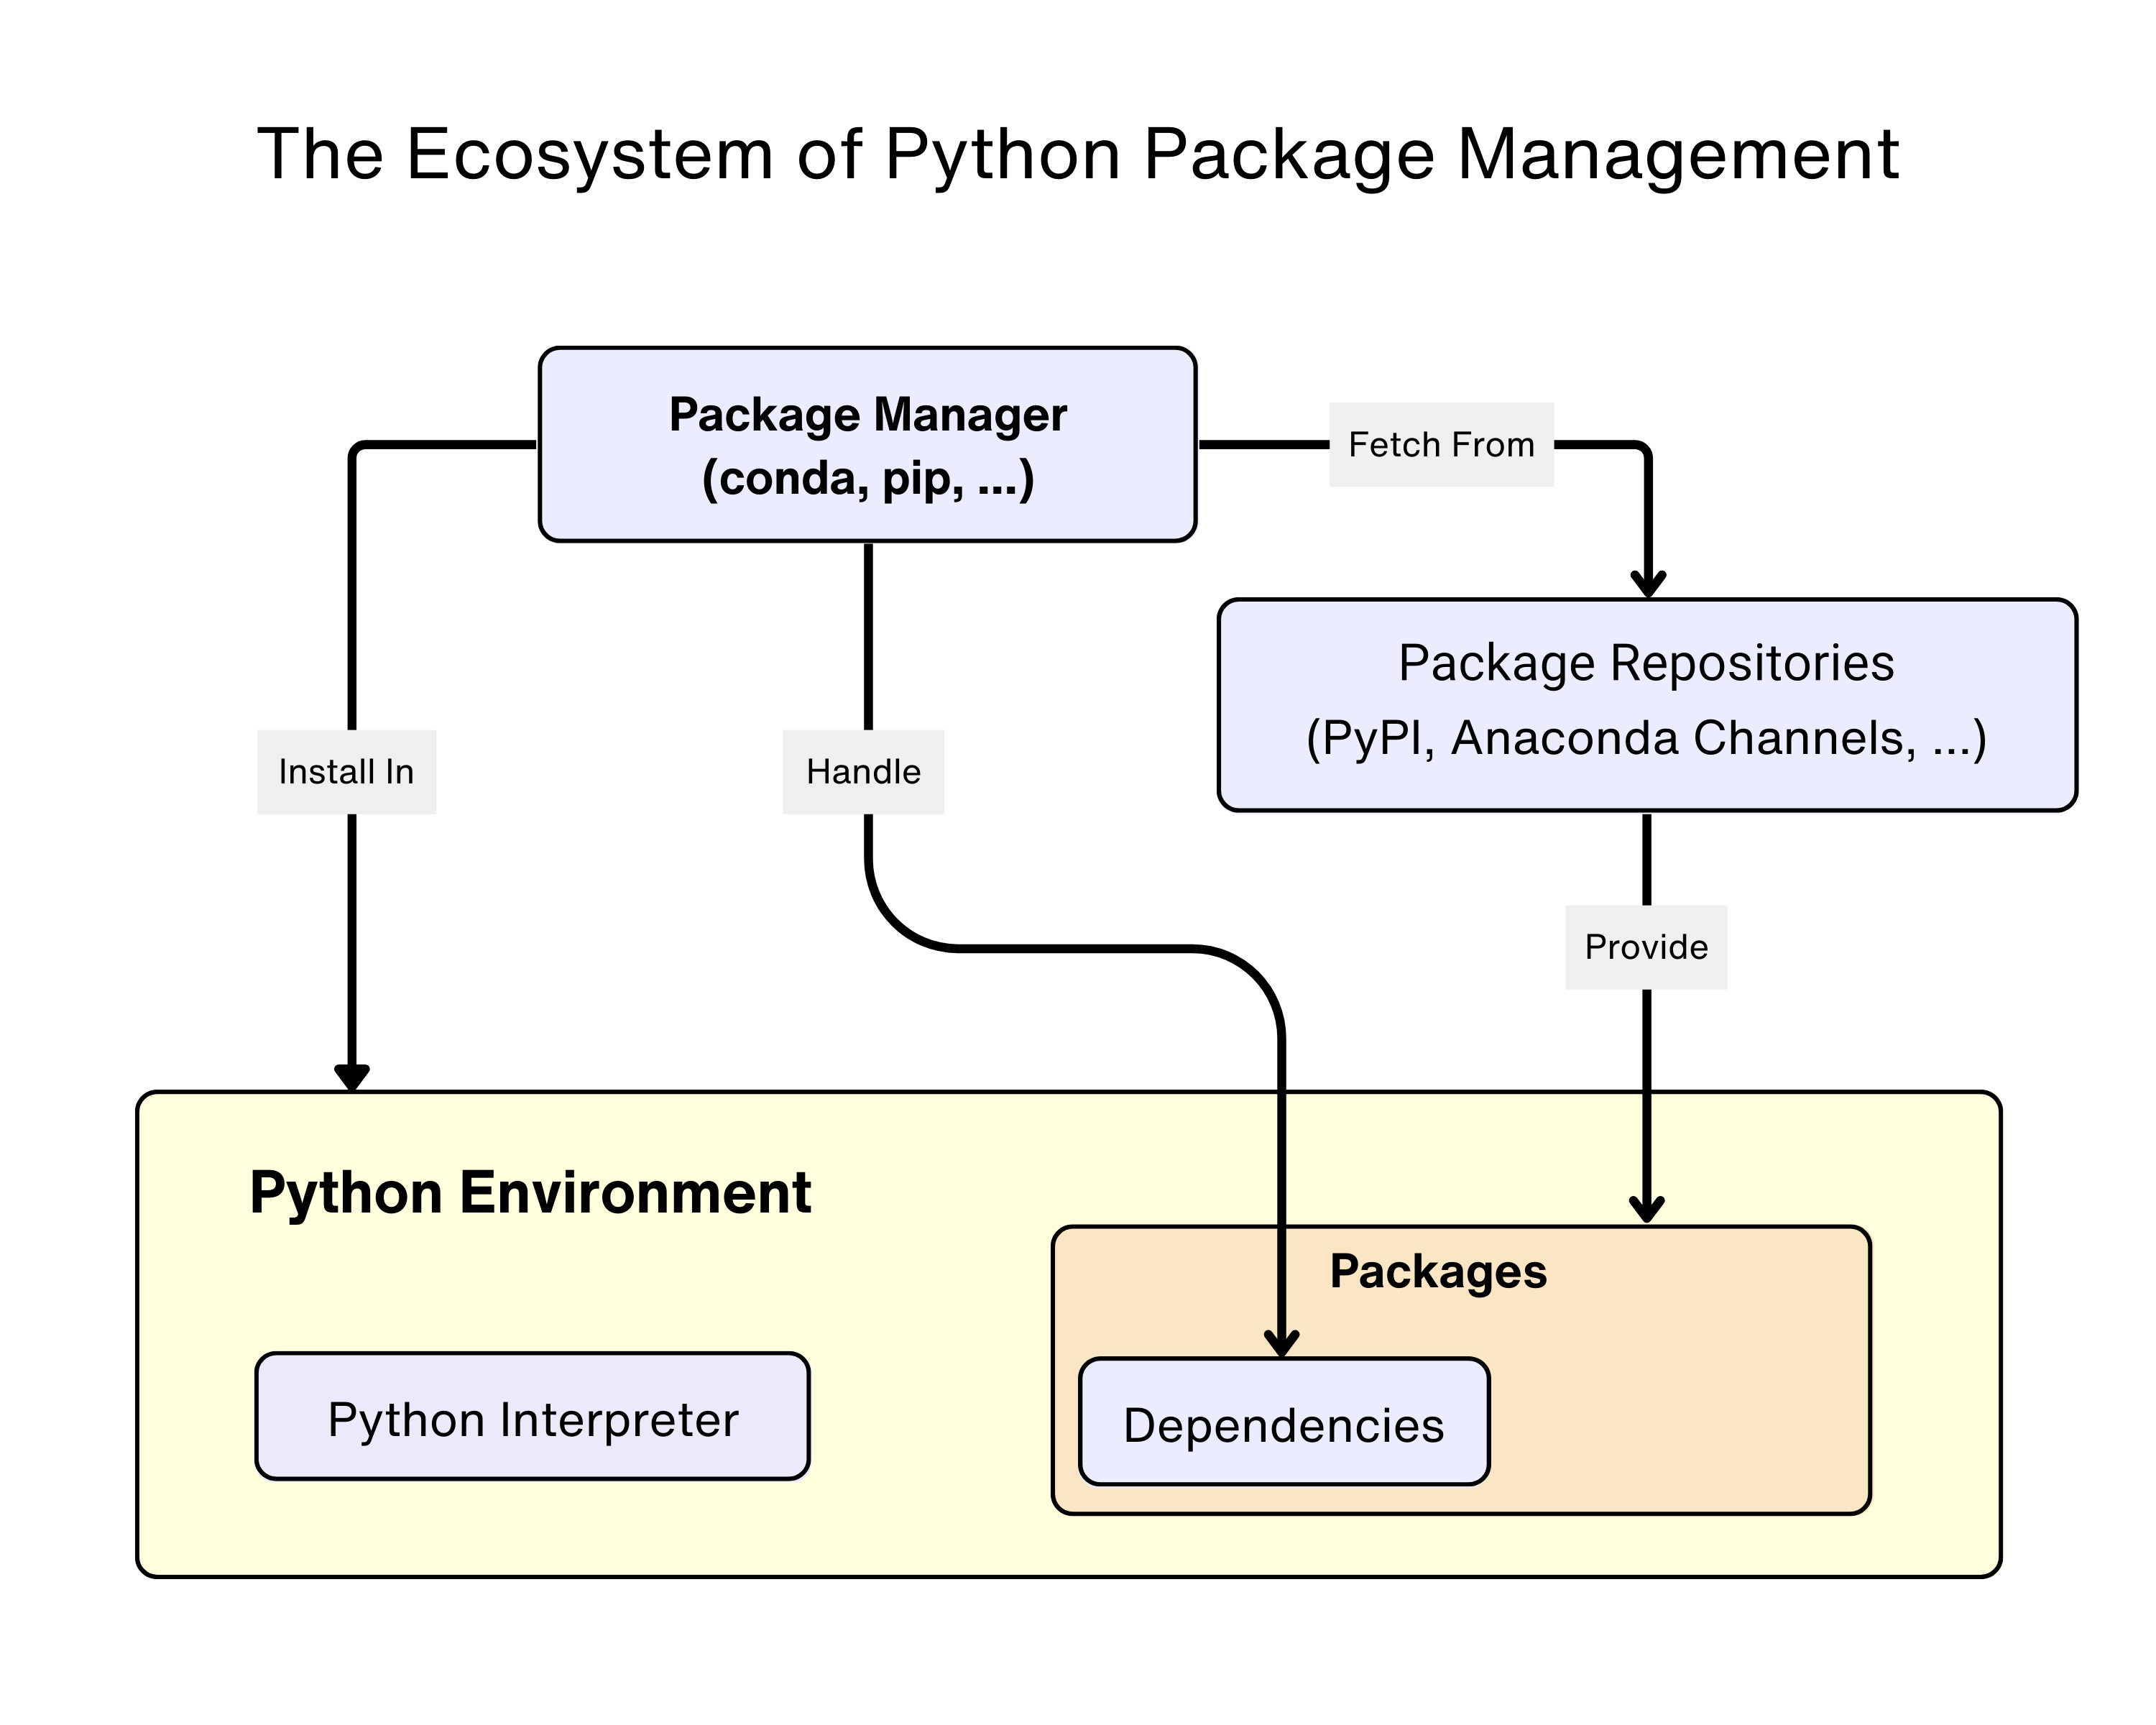 The Ecosystem of Python Package Management
Package Manager
(conda, pip, ...)
Fetch From
Package Repositories
(PyPI, Anaconda Channels, ...)
Install In
Handle
Provide
Python Environment
Packages
Python Interpreter
Dependencies